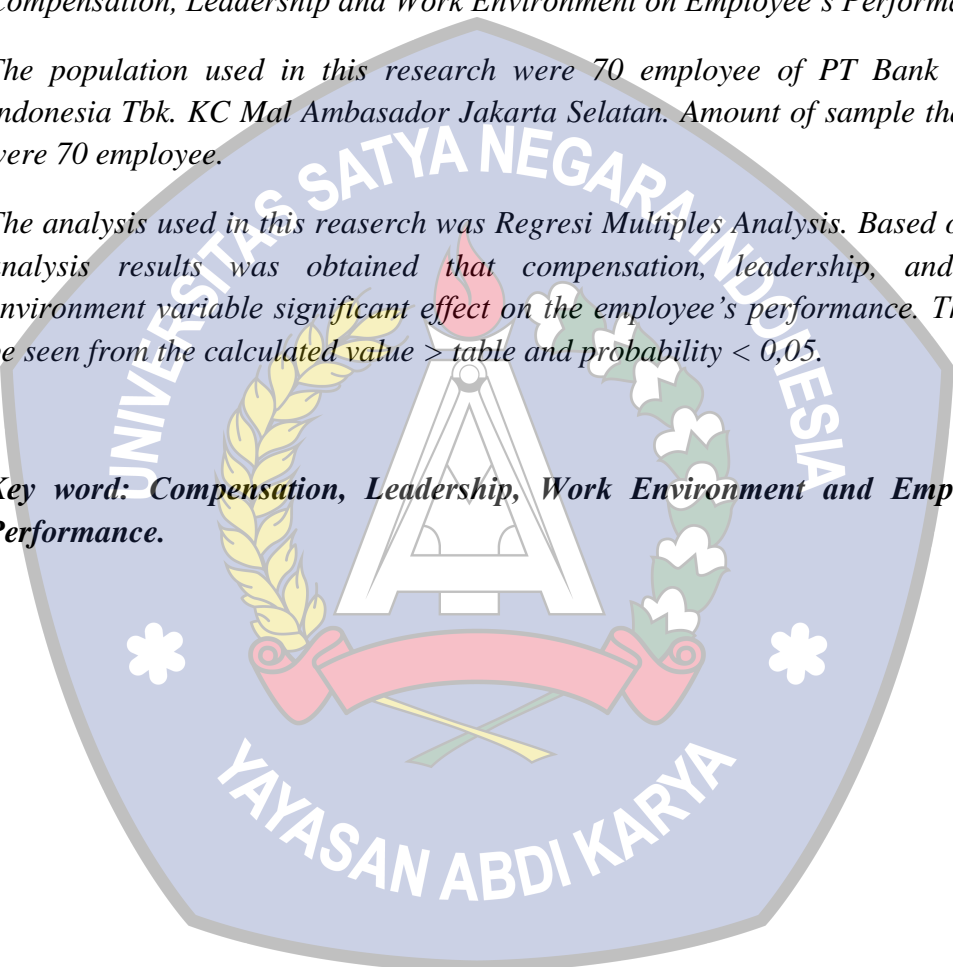 Compensation, Leadership and Work Environment on Employee's Performa
The population used in this research were 70 employee of PT Bank
Indonesia Tbk. KC Mal Ambasador Jakarta Selatan. Amount of sample tha
were 70 employee.
The analysis used in this reaserch was Regresi Multiples Analysis. Based o
analysis results was obtained that compensation, leadership, and
environment variable significant effect on the employee's performance. Th
be seen from the calculated value > table and probability < 0,05.
Key word: Compensation, Leadership, Work Environment and Emp
Performance.
UNIVERSITAS SATYA NEGARA INDONESIA
YAYASAN ABDI KARYA